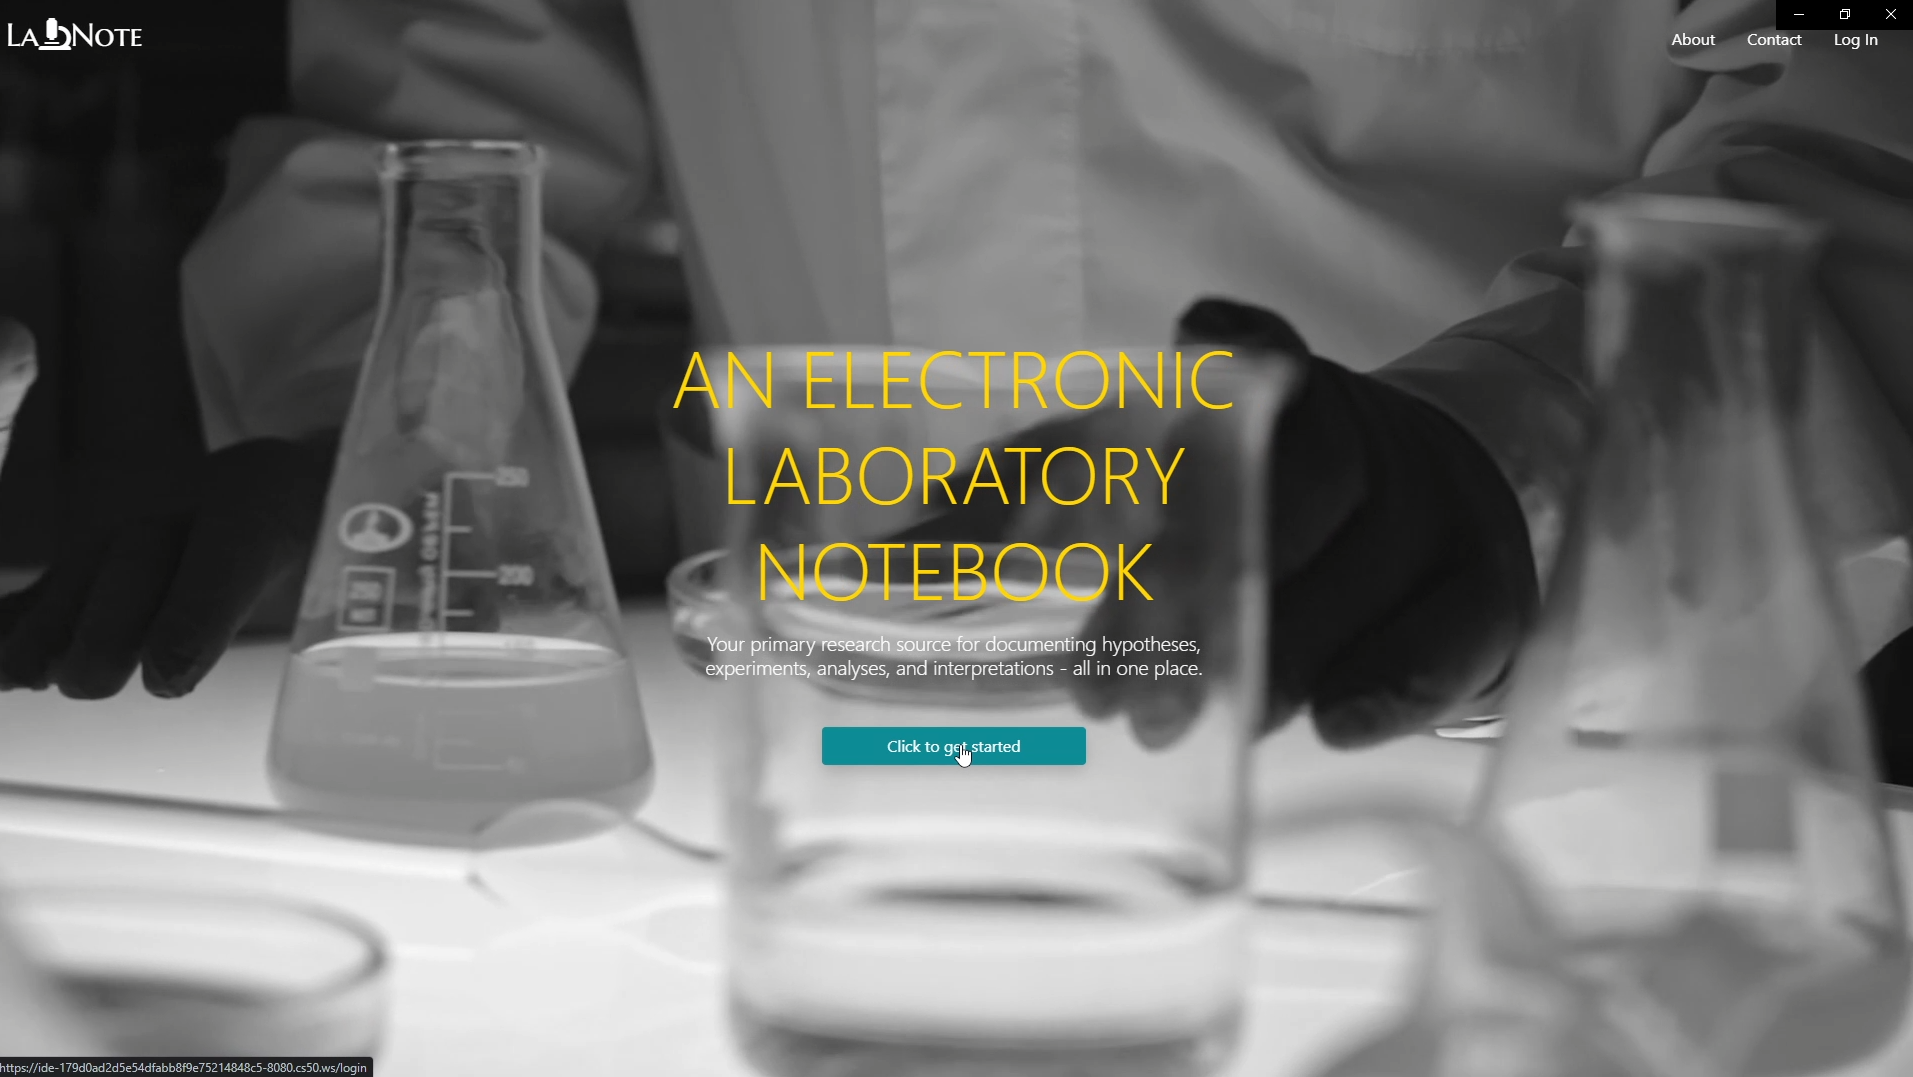 LABNOTE
About Contact Log In
AN ELECTRONIC
LABORATORY
NOTEBOOK
Your primary research source for documenting hypotheses,
experiments, analyses, and interpretations - all in one place.
Click to get started
250
200
https://ide-179d0ad2d5e54dfabb8f9e75214848c5-8080.cs50.ws/login